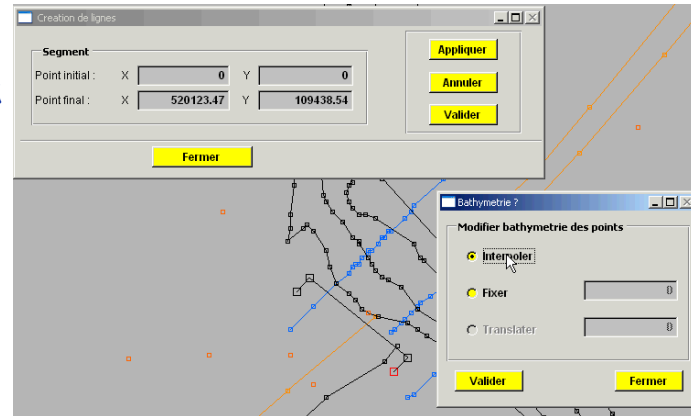 Creation de lignes
Segment
Point initial : X 0 Y 0
Point final : X 520123.47 Y 109438.54
Appliquer
Annuler
Valider
Fermer
Bathymetrie ?
Modifier bathymetrie des points
Interpoler
Fixer 0
Translater 0
Valider Fermer